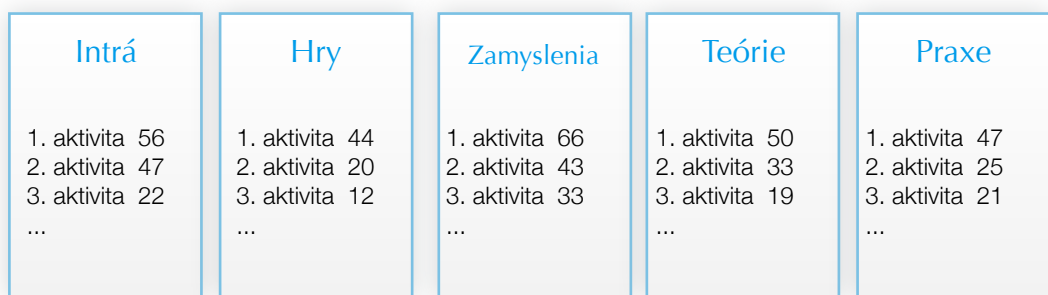 Intrá
1. aktivita 56
2. aktivita 47
3. aktivita 22
...
Hry
1. aktivita 44
2. aktivita 20
3. aktivita 12
...
Zamyslenia
1. aktivita 66
2. aktivita 43
3. aktivita 33
...
Teórie
1. aktivita 50
2. aktivita 33
3. aktivita 19
...
Praxe
1. aktivita 47
2. aktivita 25
3. aktivita 21
...